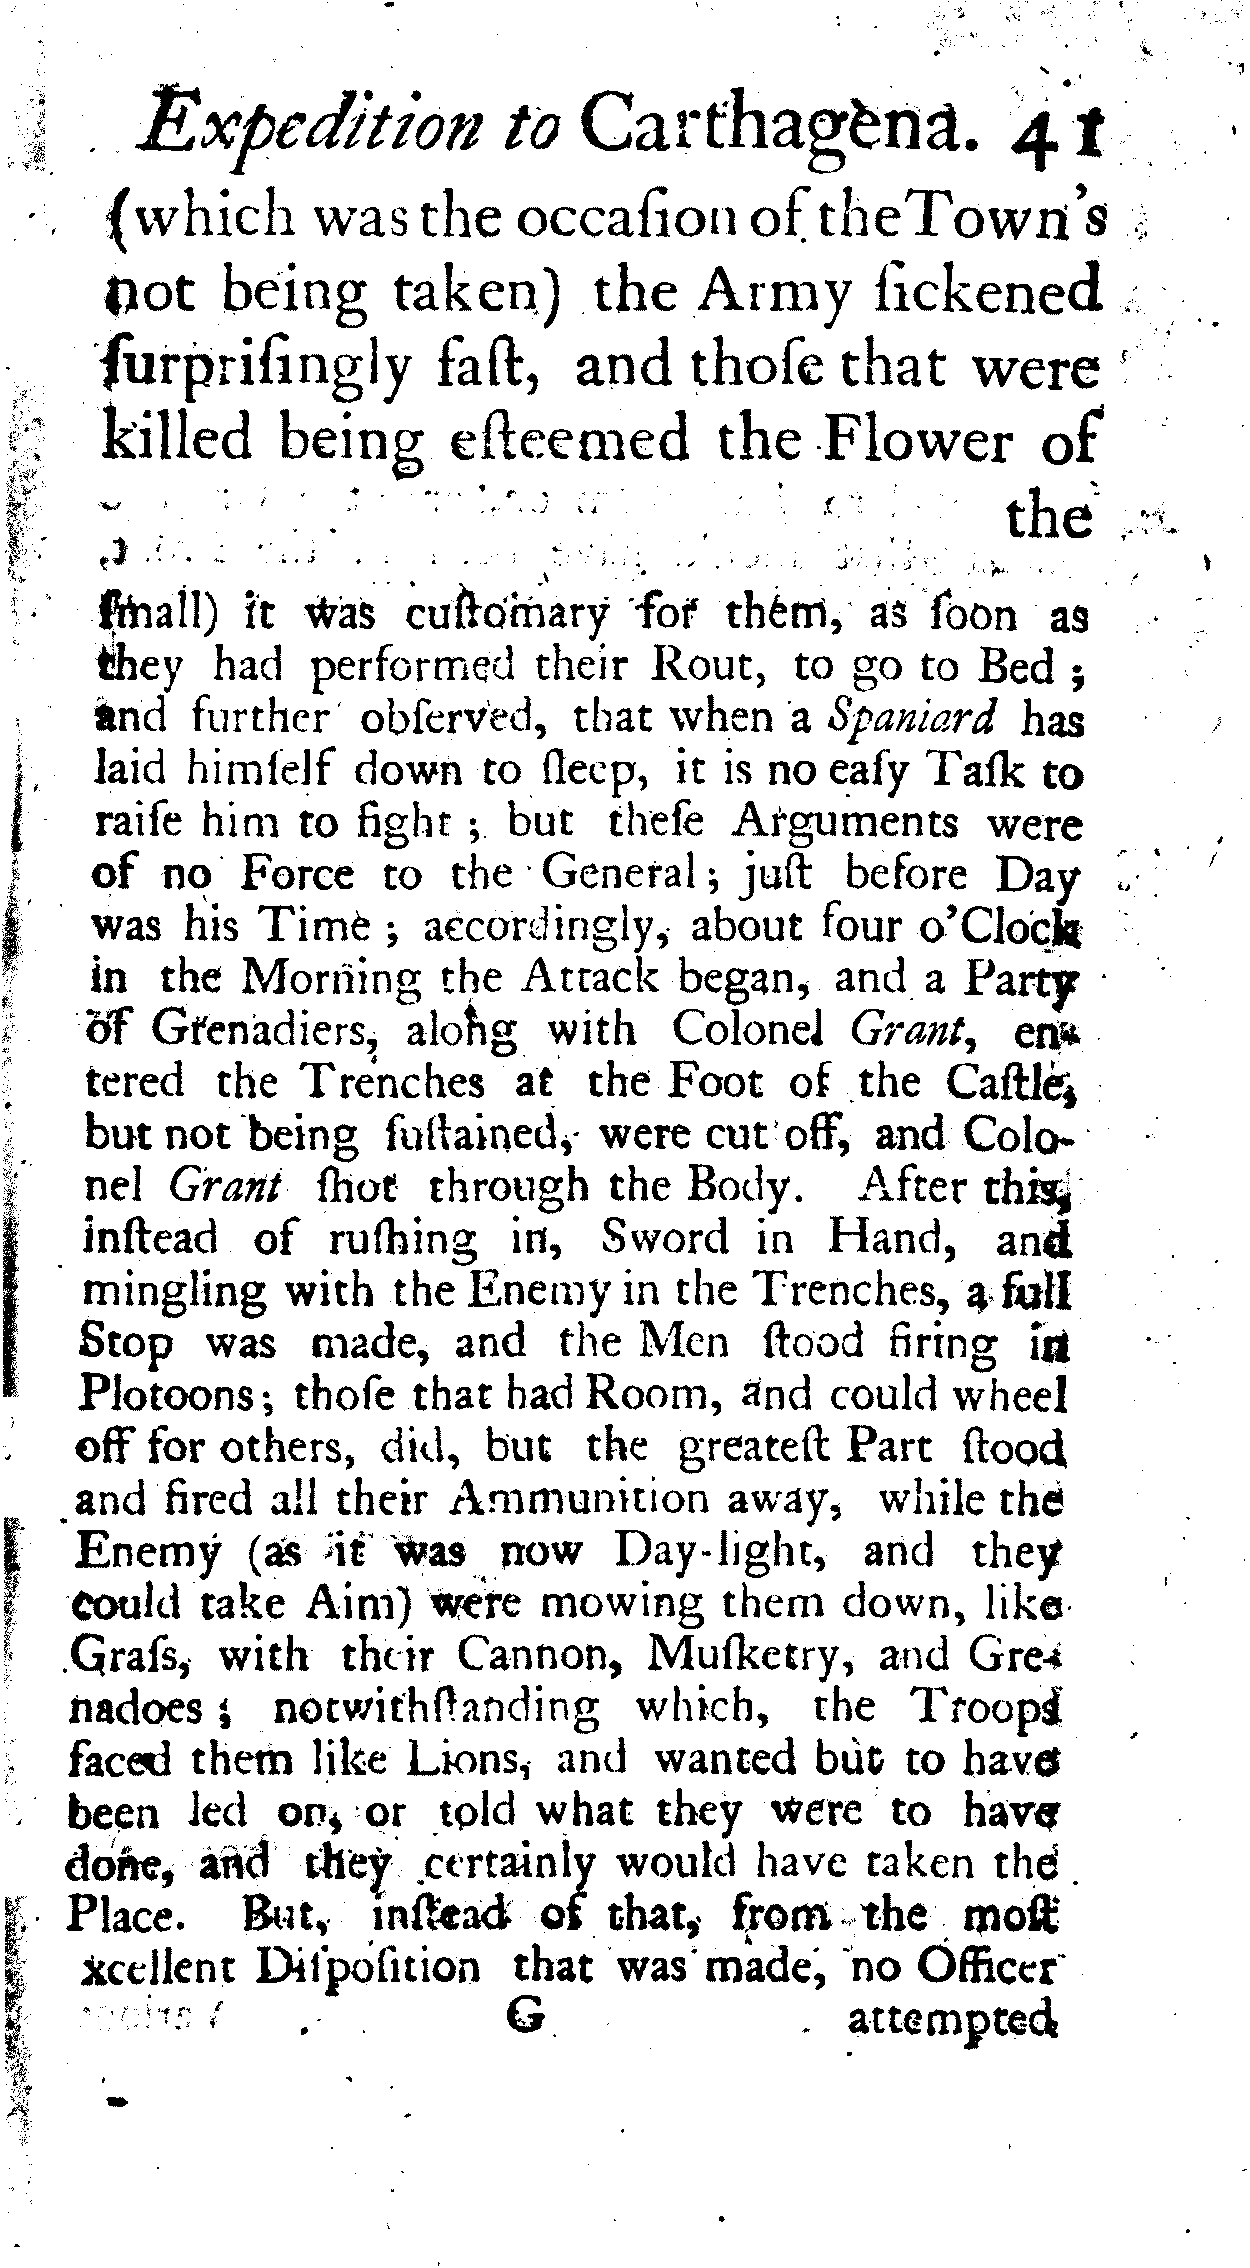 Expedition to Carthagena. 41
(which was the occaſion of the Town's
not being taken) the Army ſickened
ſurpriſingly faſt, and thoſe that were
killed being eſteemed the Flower of
the
ſmall) it was cuſtomary for them, as ſoon as
they had performed their Rout, to go to Bed ;
and further obſerved, that when a Spaniard has
laid himſelf down to ſleep, it is no eaſy Taſk to
raiſe him to fight ; but theſe Arguments were
of no Force to the General ; juſt before Day
was his Time ; accordingly, about four o'Clock
in the Morning the Attack began, and a Party
of Grenadiers, along with Colonel Grant, en-
tered the Trenches at the Foot of the Caſtle,
but not being ſuſtained, were cut off, and Colo-
nel Grant ſhot through the Body. After this,
inſtead of ruſhing in, Sword in Hand, and
mingling with the Enemy in the Trenches, a full
Stop was made, and the Men ſtood firing in
Plotoons ; thoſe that had Room, and could wheel
off for others, did, but the greateſt Part ſtood
and fired all their Ammunition away, while the
Enemy (as it was now Day-light, and they
could take Aim) were mowing them down, like
Graſs, with their Cannon, Muſketry, and Gre-
nadoes ; notwithſtanding which, the Troops
faced them like Lions, and wanted but to have
been led on, or told what they were to have
done, and they certainly would have taken the
Place. But, inſtead of that, from the moſt
xcellent Diſpoſition that was made, no Officer
G attempted